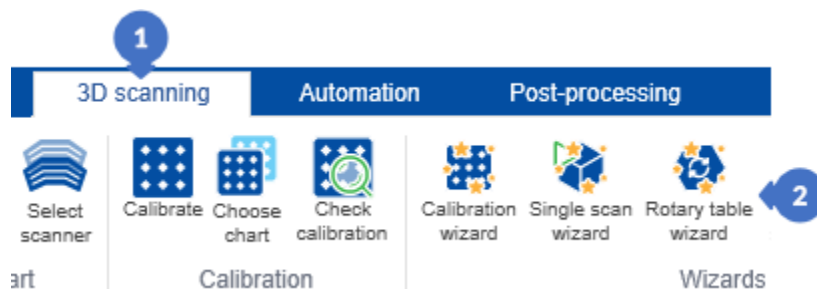 1
3D scanning Automation Post-processing
Select scanner
Calibrate
Choose chart
Check calibration
Calibration wizard
Single scan wizard
Rotary table wizard
2
art Calibration Wizards